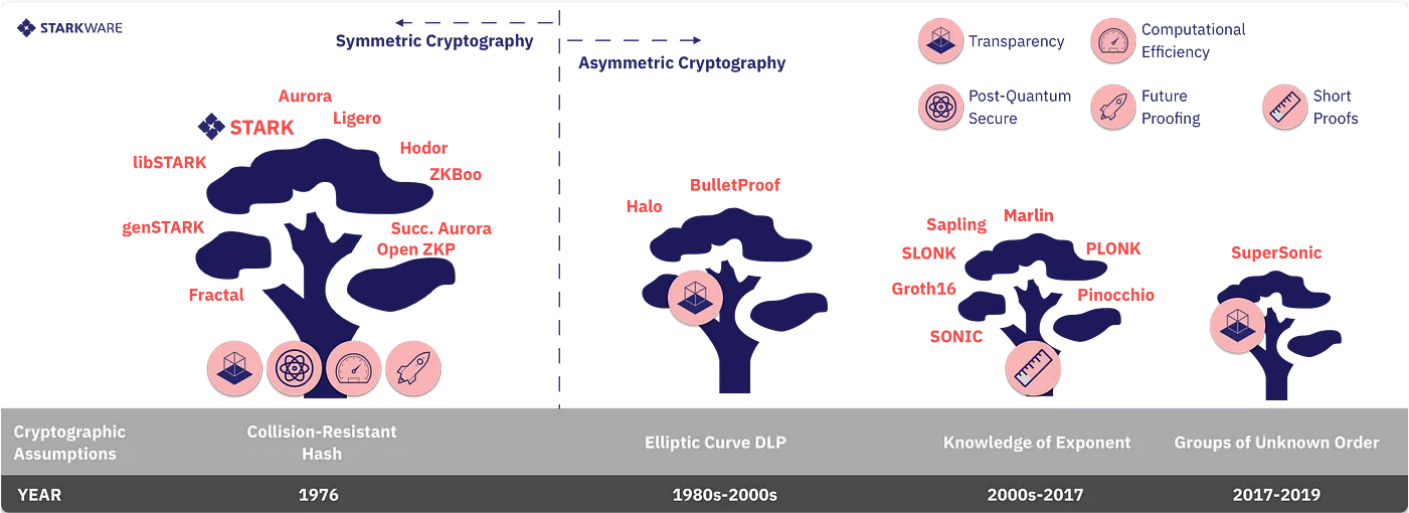 STARKWARE
Symmetric Cryptography
Asymmetric Cryptography
Transparency
Computational
Efficiency
Post-Quantum
Secure
Future
Proofing
Short
Proofs
Aurora
Ligero
STARK
Hodor
libSTARK
ZKBoo
genSTARK
Succ. Aurora
Open ZKP
Fractal
BulletProof
Halo
Marlin
Sapling
SLONK
PLONK
Groth16
Pinocchio
SONIC
SuperSonic
Cryptographic
Assumptions
Collision-Resistant
Hash
Elliptic Curve DLP
Knowledge of Exponent
Groups of Unknown Order
YEAR
1976
1980s-2000s
2000s-2017
2017-2019